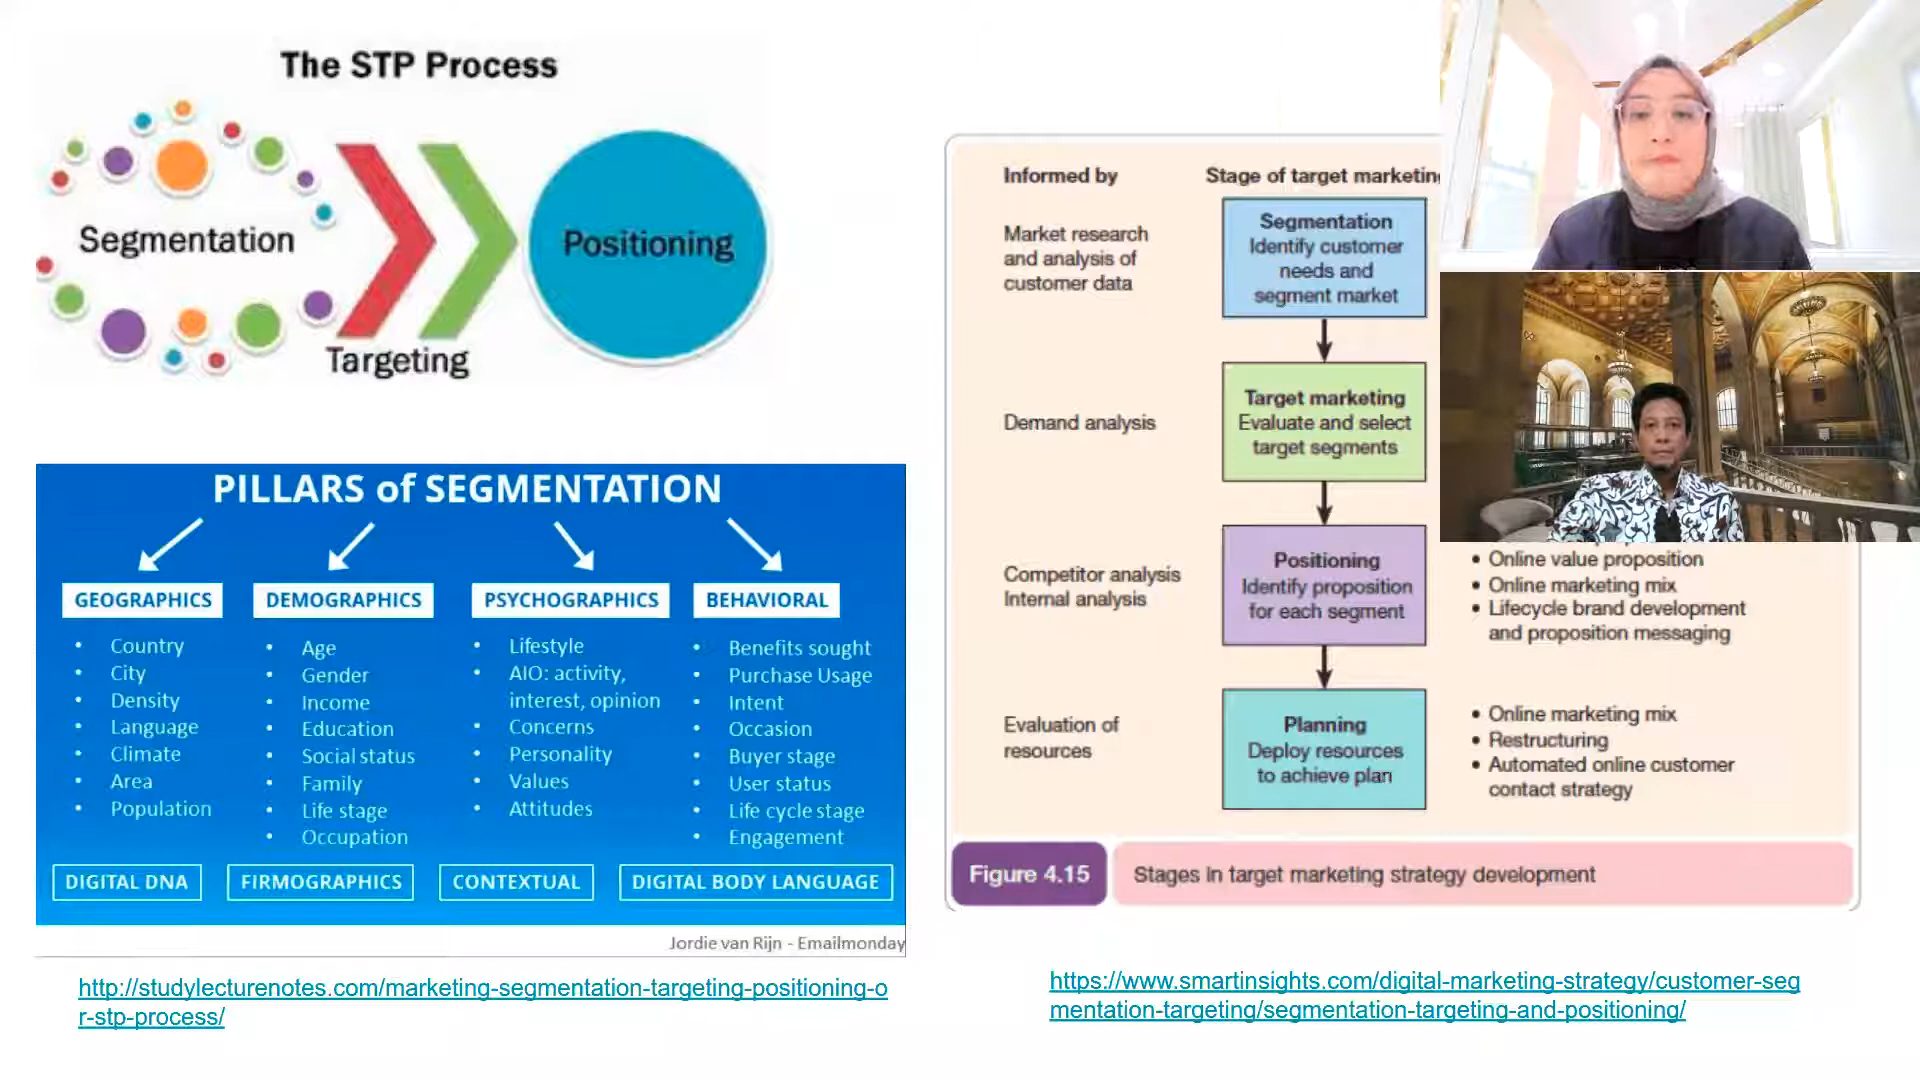 The STP Process
Segmentation
Targeting
Positioning
PILLARS of SEGMENTATION
GEOGRAPHICS
• Country
• City
• Density
• Language
• Climate
• Area
• Population
DEMOGRAPHICS
• Age
• Gender
• Income
• Education
• Social status
• Family
• Life stage
• Occupation
PSYCHOGRAPHICS
• Lifestyle
• AIO: activity,
interest, opinion
• Concerns
• Personality
• Values
• Attitudes
BEHAVIORAL
• Benefits sought
• Purchase Usage
• Intent
• Occasion
• Buyer stage
• User status
• Life cycle stage
• Engagement
DIGITAL DNA
FIRMOGRAPHICS
CONTEXTUAL
DIGITAL BODY LANGUAGE
Jordie van Rijn - Emailmonday
http://studylecturenotes.com/marketing-segmentation-targeting-positioning-o
r-stp-process/
Informed by
Stage of target marketing
Market research
and analysis of
customer data
Segmentation
Identify customer
needs and
segment market
Demand analysis
Target marketing
Evaluate and select
target segments
Competitor analysis
Internal analysis
Positioning
Identify proposition
for each segment
• Online value proposition
• Online marketing mix
• Lifecycle brand development
and proposition messaging
Evaluation of
resources
Planning
Deploy resources
to achieve plan
• Online marketing mix
• Restructuring
• Automated online customer
contact strategy
Figure 4.15
Stages in target marketing strategy development
https://www.smartinsights.com/digital-marketing-strategy/customer-seg
mentation-targeting/segmentation-targeting-and-positioning/